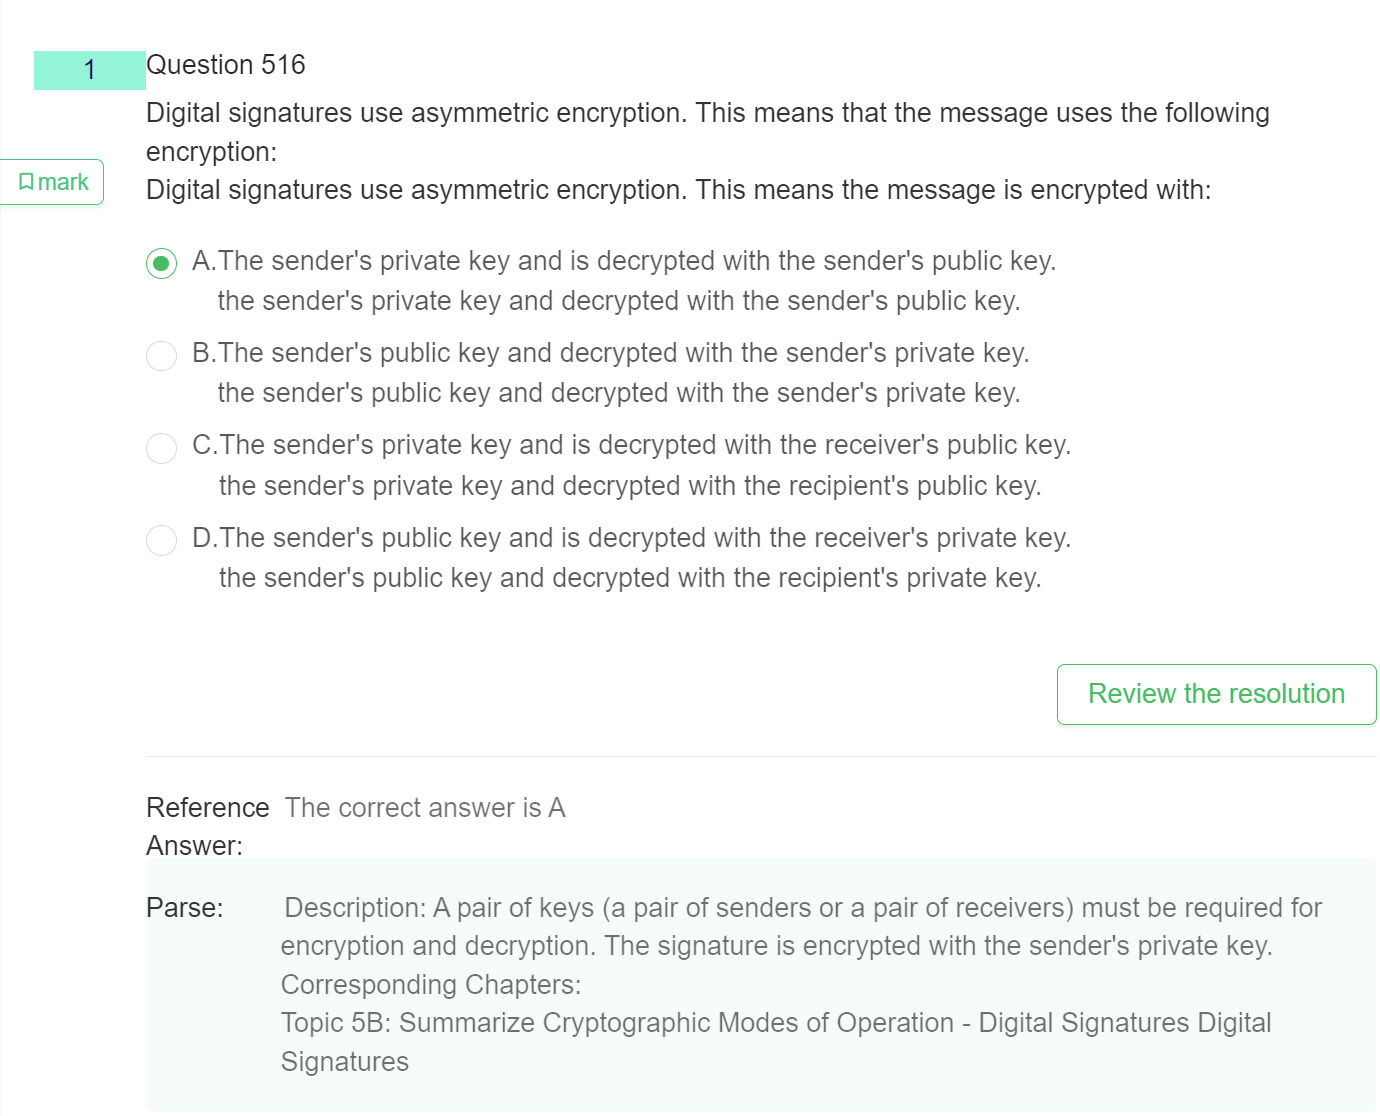 1
Question 516
Digital signatures use asymmetric encryption. This means that the message uses the following
encryption:
mark
Digital signatures use asymmetric encryption. This means the message is encrypted with:
A.The sender's private key and is decrypted with the sender's public key.
the sender's private key and decrypted with the sender's public key.
B.The sender's public key and decrypted with the sender's private key.
the sender's public key and decrypted with the sender's private key.
C.The sender's private key and is decrypted with the receiver's public key.
the sender's private key and decrypted with the recipient's public key.
D.The sender's public key and is decrypted with the receiver's private key.
the sender's public key and decrypted with the recipient's private key.
Review the resolution
Reference The correct answer is A
Answer:
Parse: Description: A pair of keys (a pair of senders or a pair of receivers) must be required for
encryption and decryption. The signature is encrypted with the sender's private key.
Corresponding Chapters:
Topic 5B: Summarize Cryptographic Modes of Operation - Digital Signatures Digital
Signatures